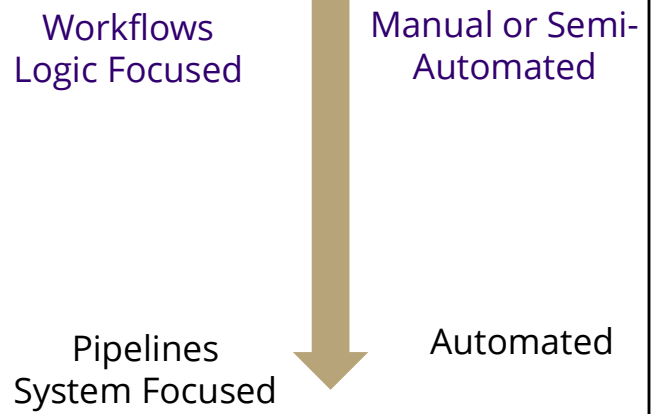 Workflows
Logic Focused
Manual or Semi-
Automated
Pipelines
System Focused
Automated